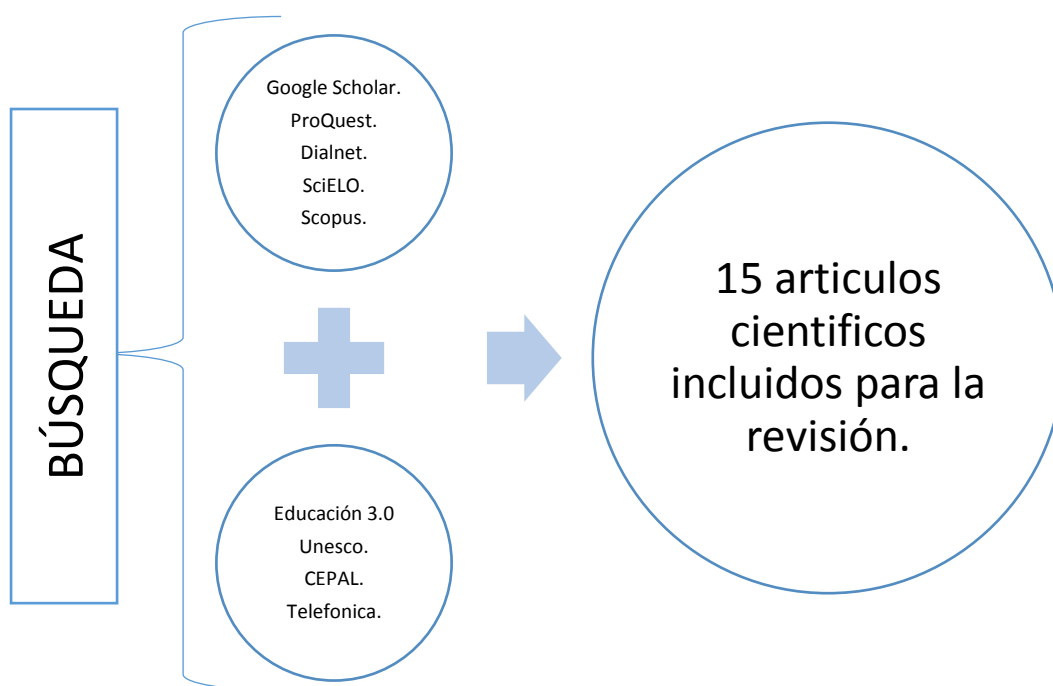 BÚSQUEDA
Google Scholar.
ProQuest.
Dialnet.
SciELO.
Scopus.
Educación 3.0
Unesco.
CEPAL.
Telefonica.
15 articulos
cientificos
incluidos para la
revisión.